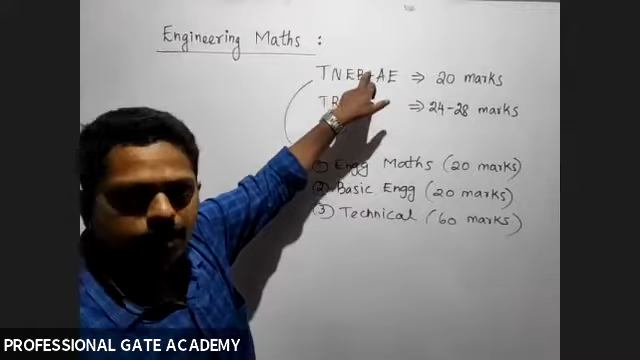 Engineering Maths :
TNEB-AE ⇒ 20 marks
⇒ 24-28 marks
(1) Engg Maths (20 marks)
(2) Basic Engg (20 marks)
(3) Technical (60 marks)
PROFESSIONAL GATE ACADEMY